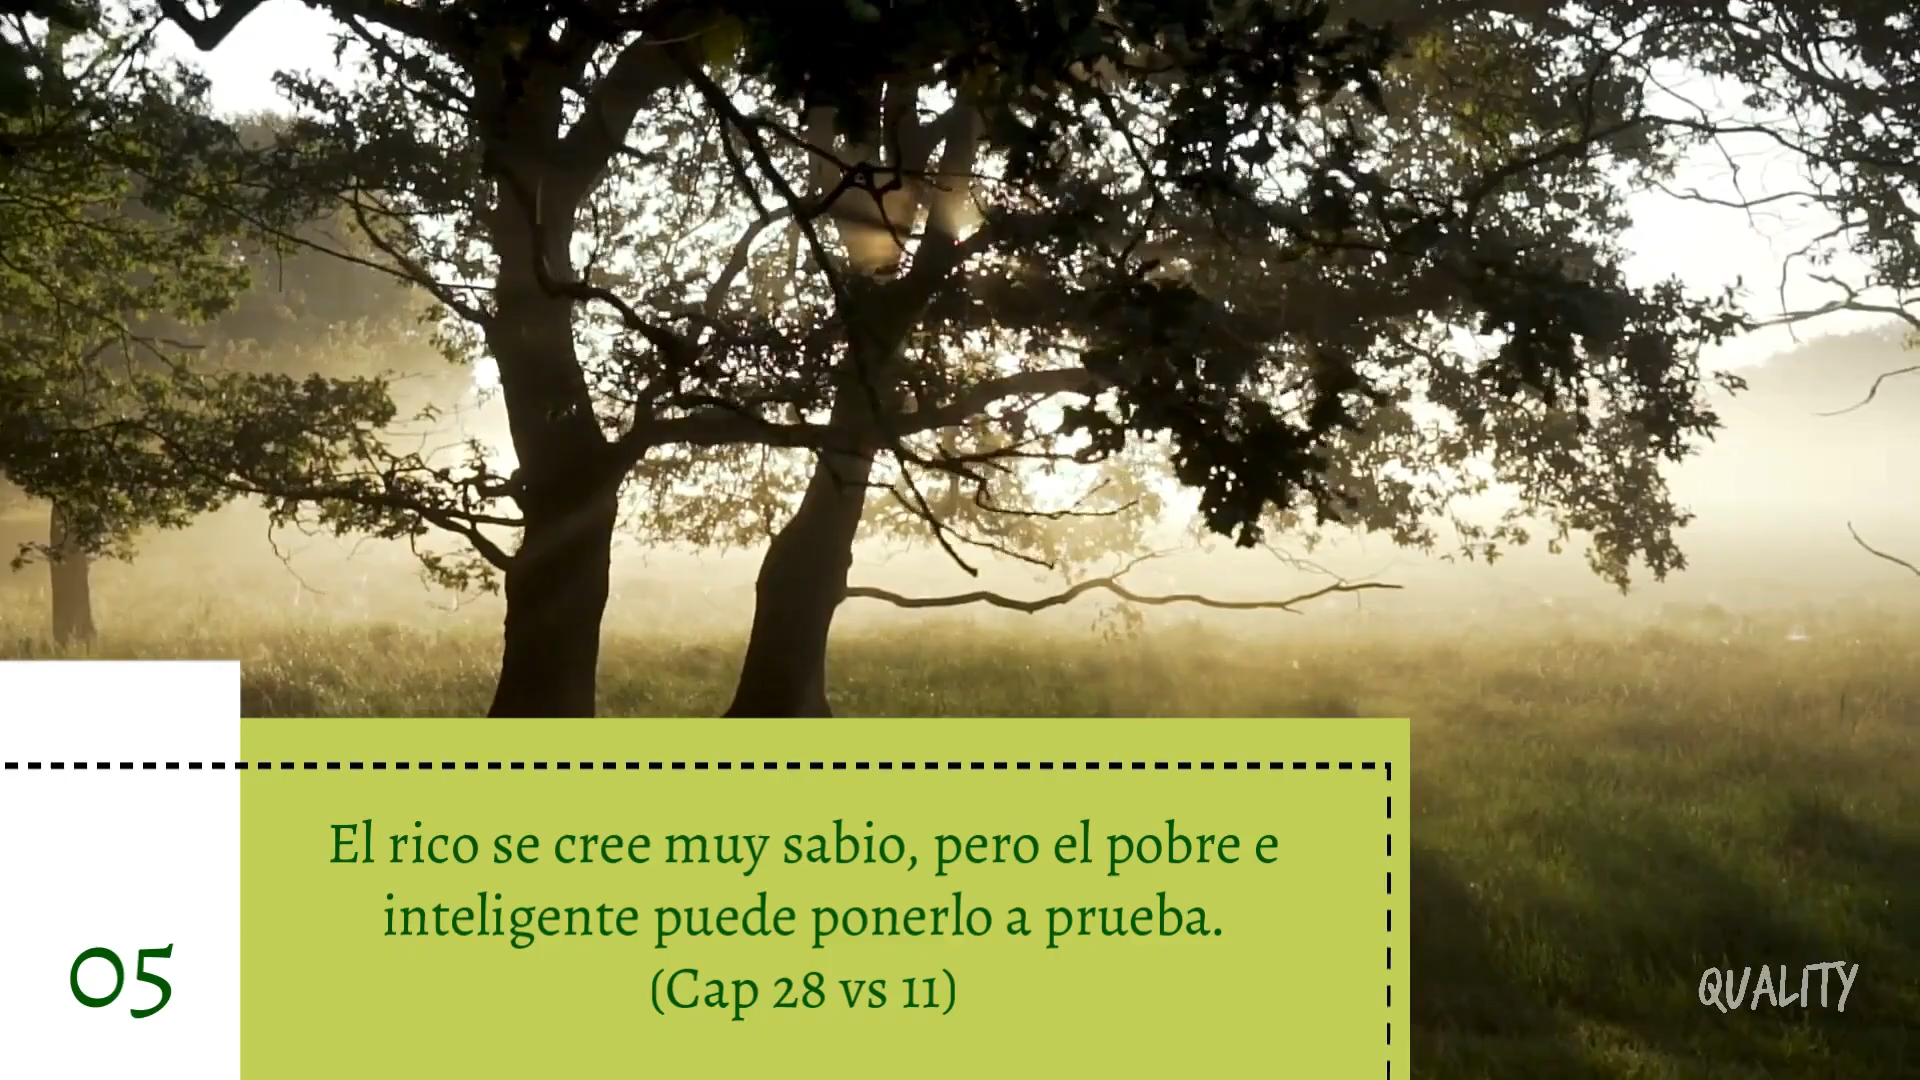 El rico se cree muy sabio, pero el pobre e
inteligente puede ponerlo a prueba.
(Cap 28 vs 11)
05
QUALITY